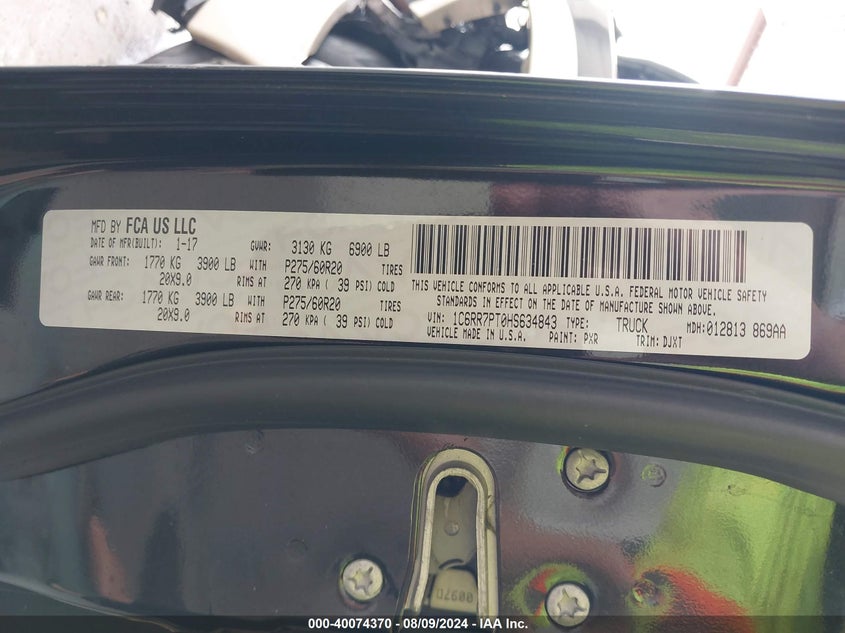 MFD BY FCA US LLC
DATE OF MFR(BUILT): 1-17 GVWR: 3130 KG 6900 LB
GAWR FRONT: 1770 KG 3900 LB WITH P275/60R20 TIRES
20X9.0 RIMS AT 270 KPA ( 39 PSI) COLD
GAWR REAR: 1770 KG 3900 LB WITH P275/60R20 TIRES
20X9.0 RIMS AT 270 KPA ( 39 PSI) COLD
THIS VEHICLE CONFORMS TO ALL APPLICABLE U.S.A. FEDERAL MOTOR VEHICLE SAFETY
STANDARDS IN EFFECT ON THE DATE OF MANUFACTURE SHOWN ABOVE.
VIN: 1C6RR7PT0HS634843 TYPE: TRUCK MDH: 012813 869AA
VEHICLE MADE IN U.S.A. PAINT: PXR TRIM: DJXT
000-40074370 - 08/09/2024 - IAA Inc.